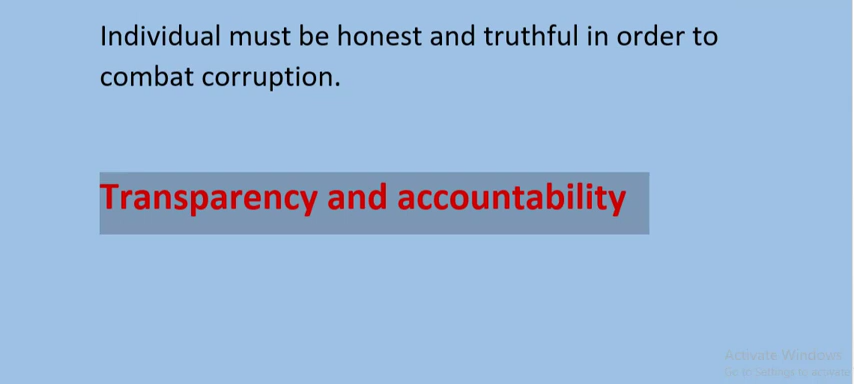 Individual must be honest and truthful in order to
combat corruption.
Transparency and accountability
Activate Windows
Go to Settings to activate